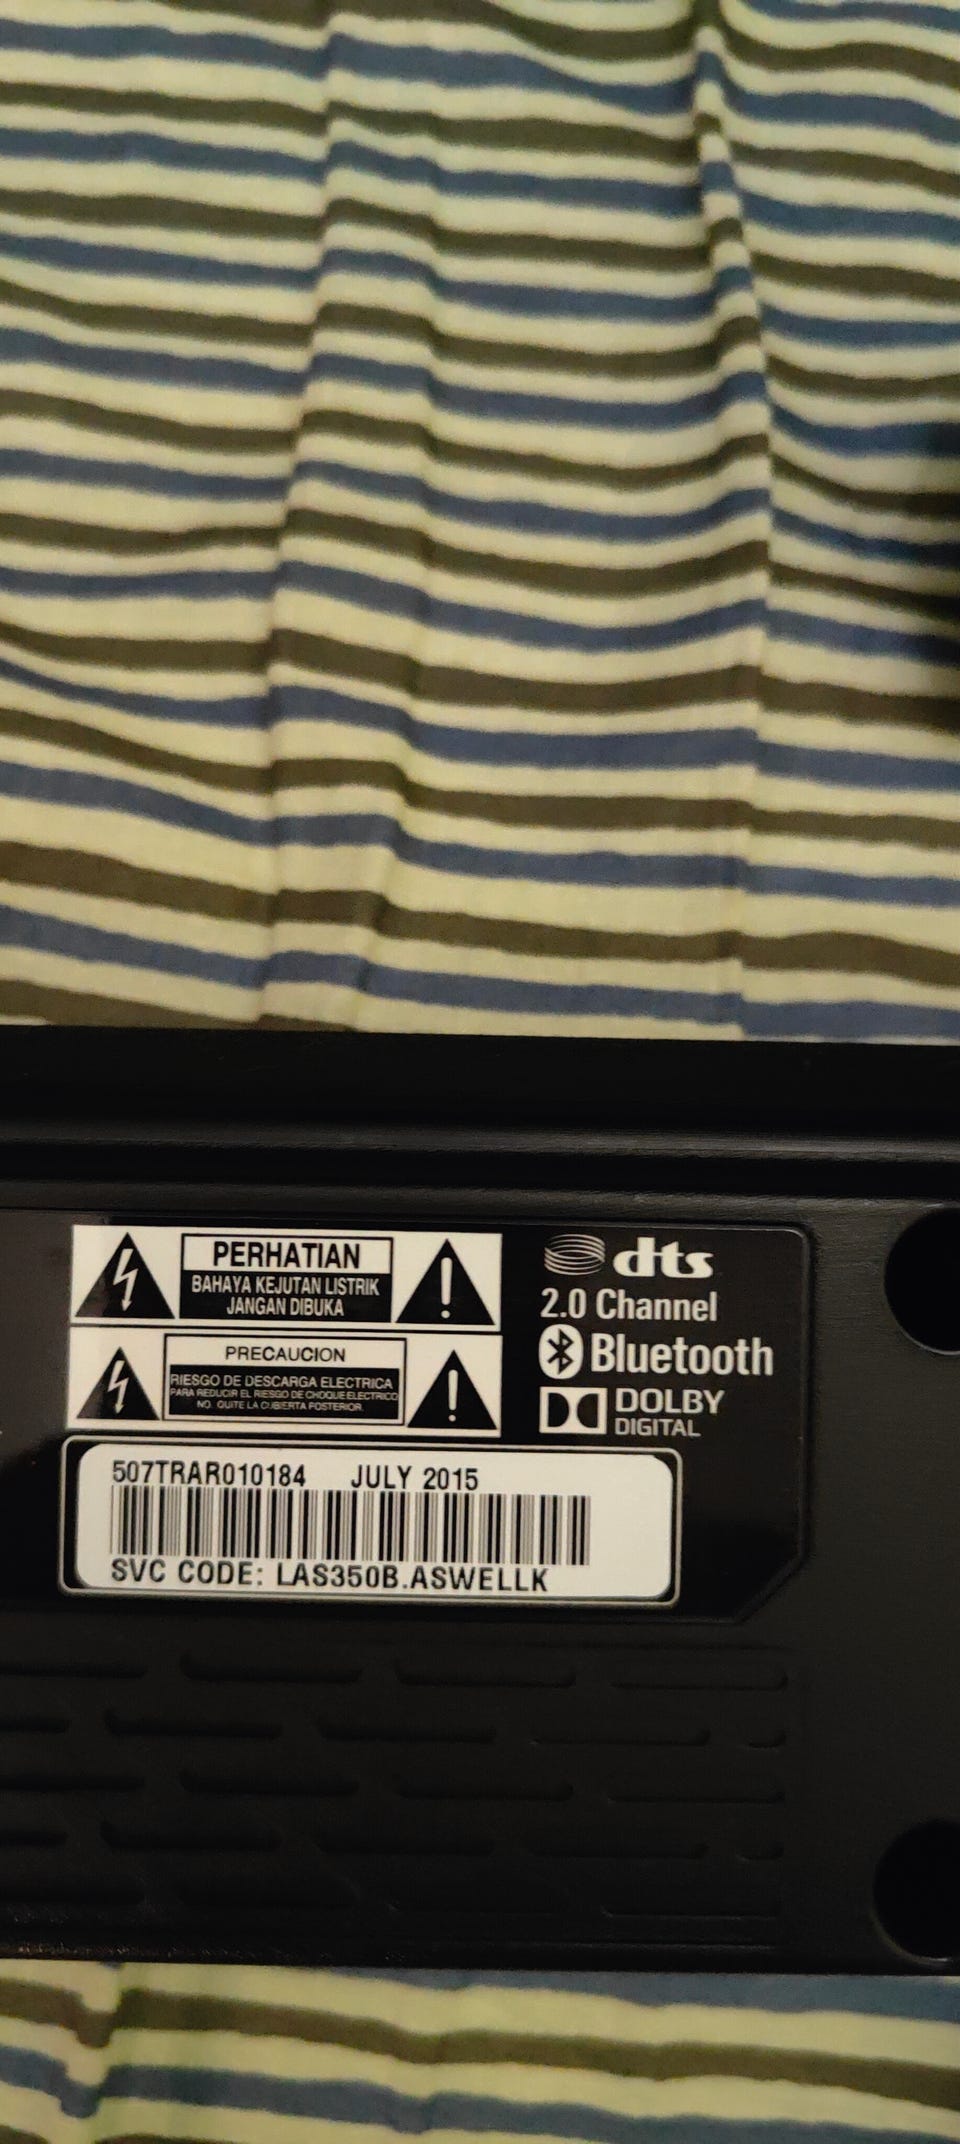 PERHATIAN
BAHAYA KEJUTAN LISTRIK
JANGAN DIBUKA
PRECAUCION
RIESGO DE DESCARGA ELECTRICA
PARA REDUCIR EL RIESGO DE CHOQUE ELECTRICO
NO. QUITE LA CUBIERTA POSTERIOR.
dts
2.0 Channel
Bluetooth
DOLBY
DIGITAL
507TRAR010184 JULY 2015
SVC CODE: LAS350B.ASWELLK